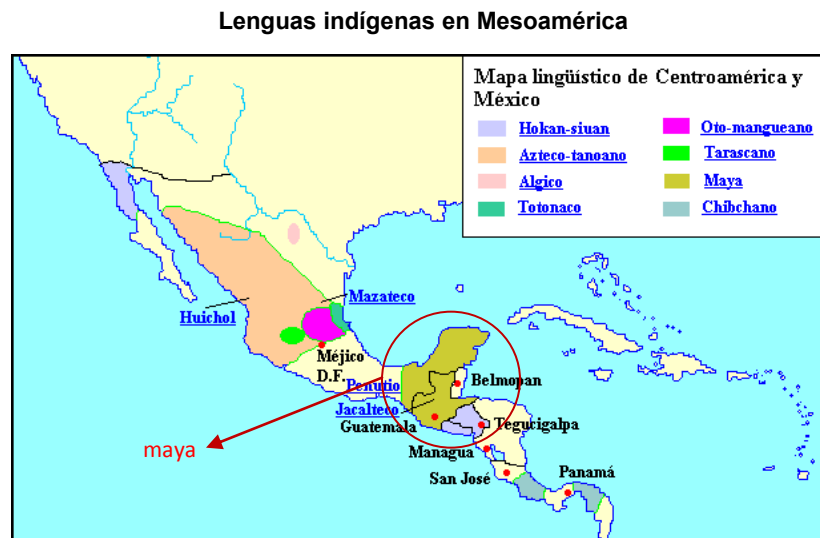 Lenguas indígenas en Mesoamérica
Mapa lingüístico de Centroamérica y
México
Hokan-siuan
Oto-mangueano
Azteco-tanoano
Tarascano
Algico
Maya
Totonaco
Chibchano
Mazateco
Huichol
Méjico
D.F.
Penutio
Belmopan
Jacalteco
Guatemala
Tegucigalpa
maya
Managua
San José
Panamá